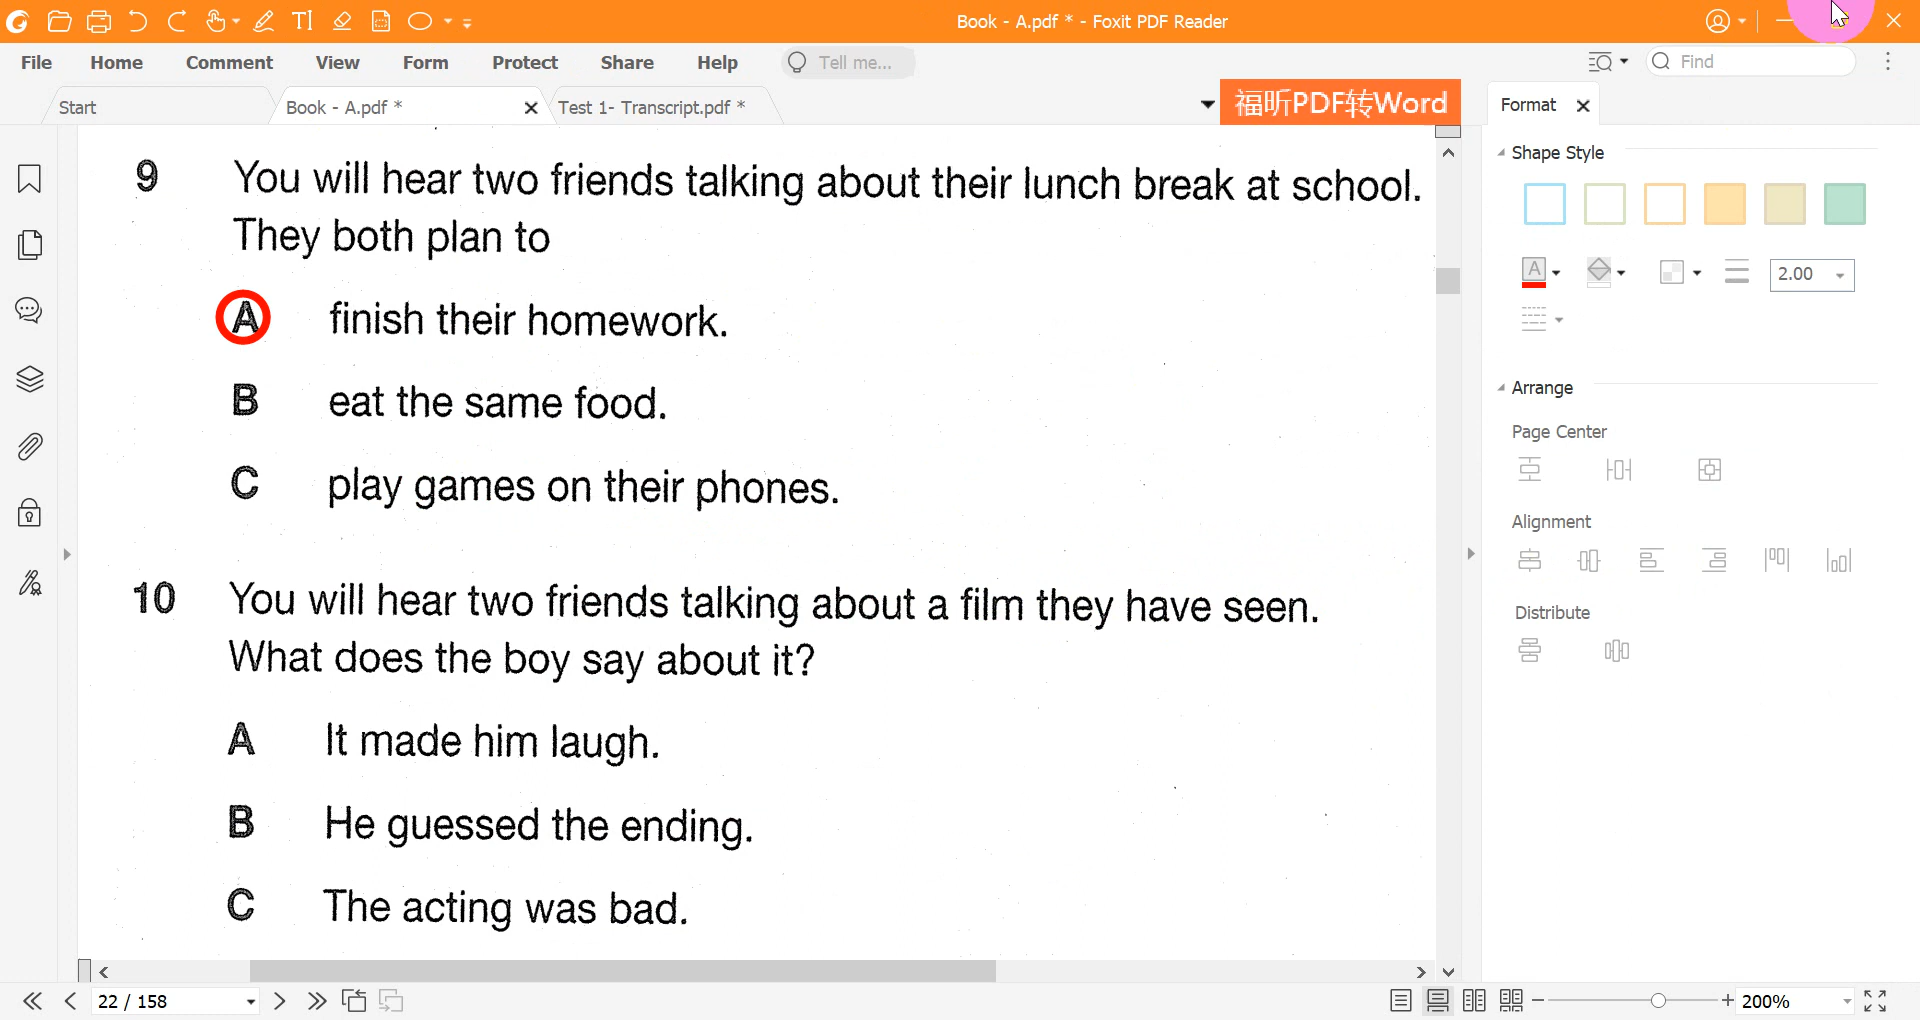 Book - A.pdf * - Foxit PDF Reader
File Home Comment View Form Protect Share Help Tell me... Find
Start Book - A.pdf * Test 1- Transcript.pdf * 福昕PDF转Word Format
Shape Style
9 You will hear two friends talking about their lunch break at school.
They both plan to
A finish their homework.
B eat the same food.
C play games on their phones.
10 You will hear two friends talking about a film they have seen.
What does the boy say about it?
A It made him laugh.
B He guessed the ending.
C The acting was bad.
2.00
Arrange
Page Center
Alignment
Distribute
22 / 158 200%